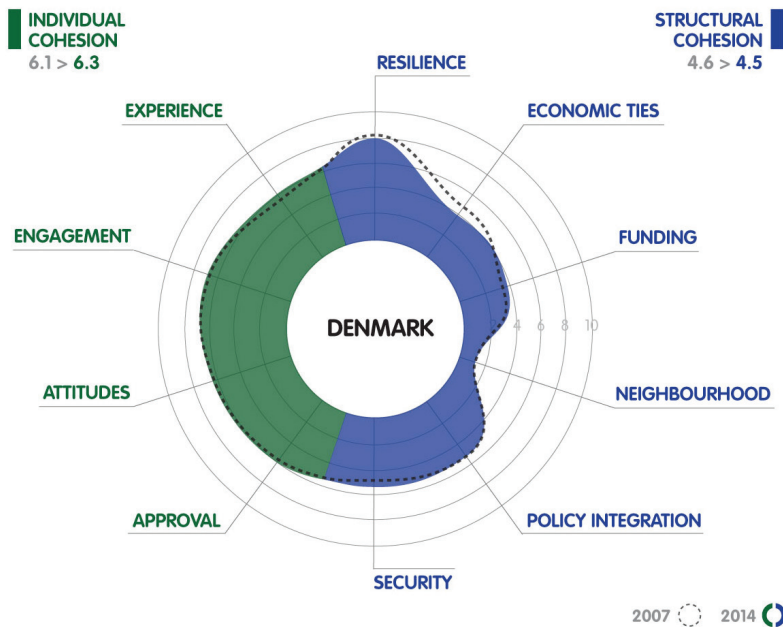 INDIVIDUAL
COHESION
6.1 > 6.3
STRUCTURAL
COHESION
4.6 > 4.5
RESILIENCE
EXPERIENCE
ECONOMIC TIES
ENGAGEMENT
FUNDING
DENMARK
2 4 6 8 10
ATTITUDES
NEIGHBOURHOOD
APPROVAL
POLICY INTEGRATION
SECURITY
2007 2014